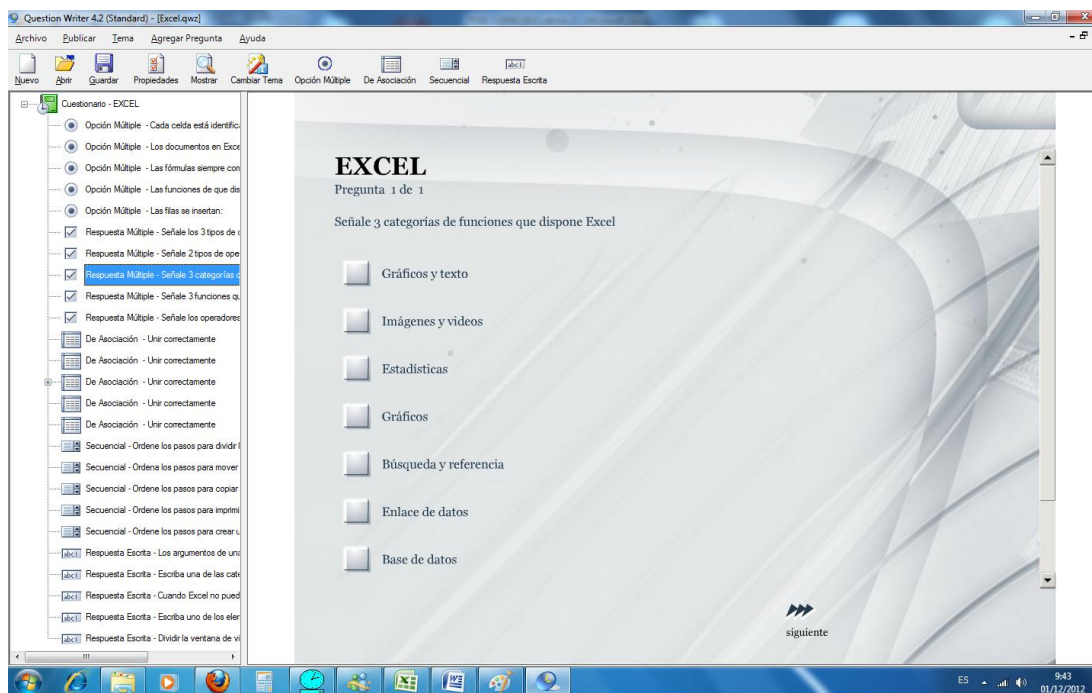 Question Writer 4.2 (Standard) - [Excel.qwz]
Archivo Publicar Tema Agregar Pregunta Ayuda
Nuevo Abrir Guardar Propiedades Mostrar Cambiar Tema Opción Múltiple De Asociación Secuencial Respuesta Escrita
Cuestionario - EXCEL
Opción Múltiple - Cada celda está identific
Opción Múltiple - Los documentos en Exce
Opción Múltiple - Las fórmulas siempre con
Opción Múltiple - Las funciones de que dis
Opción Múltiple - Las filas se insertan:
Respuesta Múltiple - Señale los 3 tipos de
Respuesta Múltiple - Señale 2 tipos de ope
Respuesta Múltiple - Señale 3 categorías
Respuesta Múltiple - Señale 3 funciones qu
Respuesta Múltiple - Señale los operadores
De Asociación - Unir correctamente
De Asociación - Unir correctamente
De Asociación - Unir correctamente
De Asociación - Unir correctamente
De Asociación - Unir correctamente
Secuencial - Ordene los pasos para dividir
Secuencial - Ordena los pasos para mover
Secuencial - Ordene los pasos para copiar
Secuencial - Ordene los pasos para imprimi
Secuencial - Ordene los pasos para crear u
Respuesta Escrita - Los argumentos de una
Respuesta Escrita - Escriba una de las cate
Respuesta Escrita - Cuando Excel no pued
Respuesta Escrita - Escriba uno de los eler
Respuesta Escrita - Dividir la ventana de vi
EXCEL
Pregunta 1 de 1
Señale 3 categorías de funciones que dispone Excel
Gráficos y texto
Imágenes y videos
Estadísticas
Gráficos
Búsqueda y referencia
Enlace de datos
Base de datos
siguiente
ES 9:43
01/12/2012